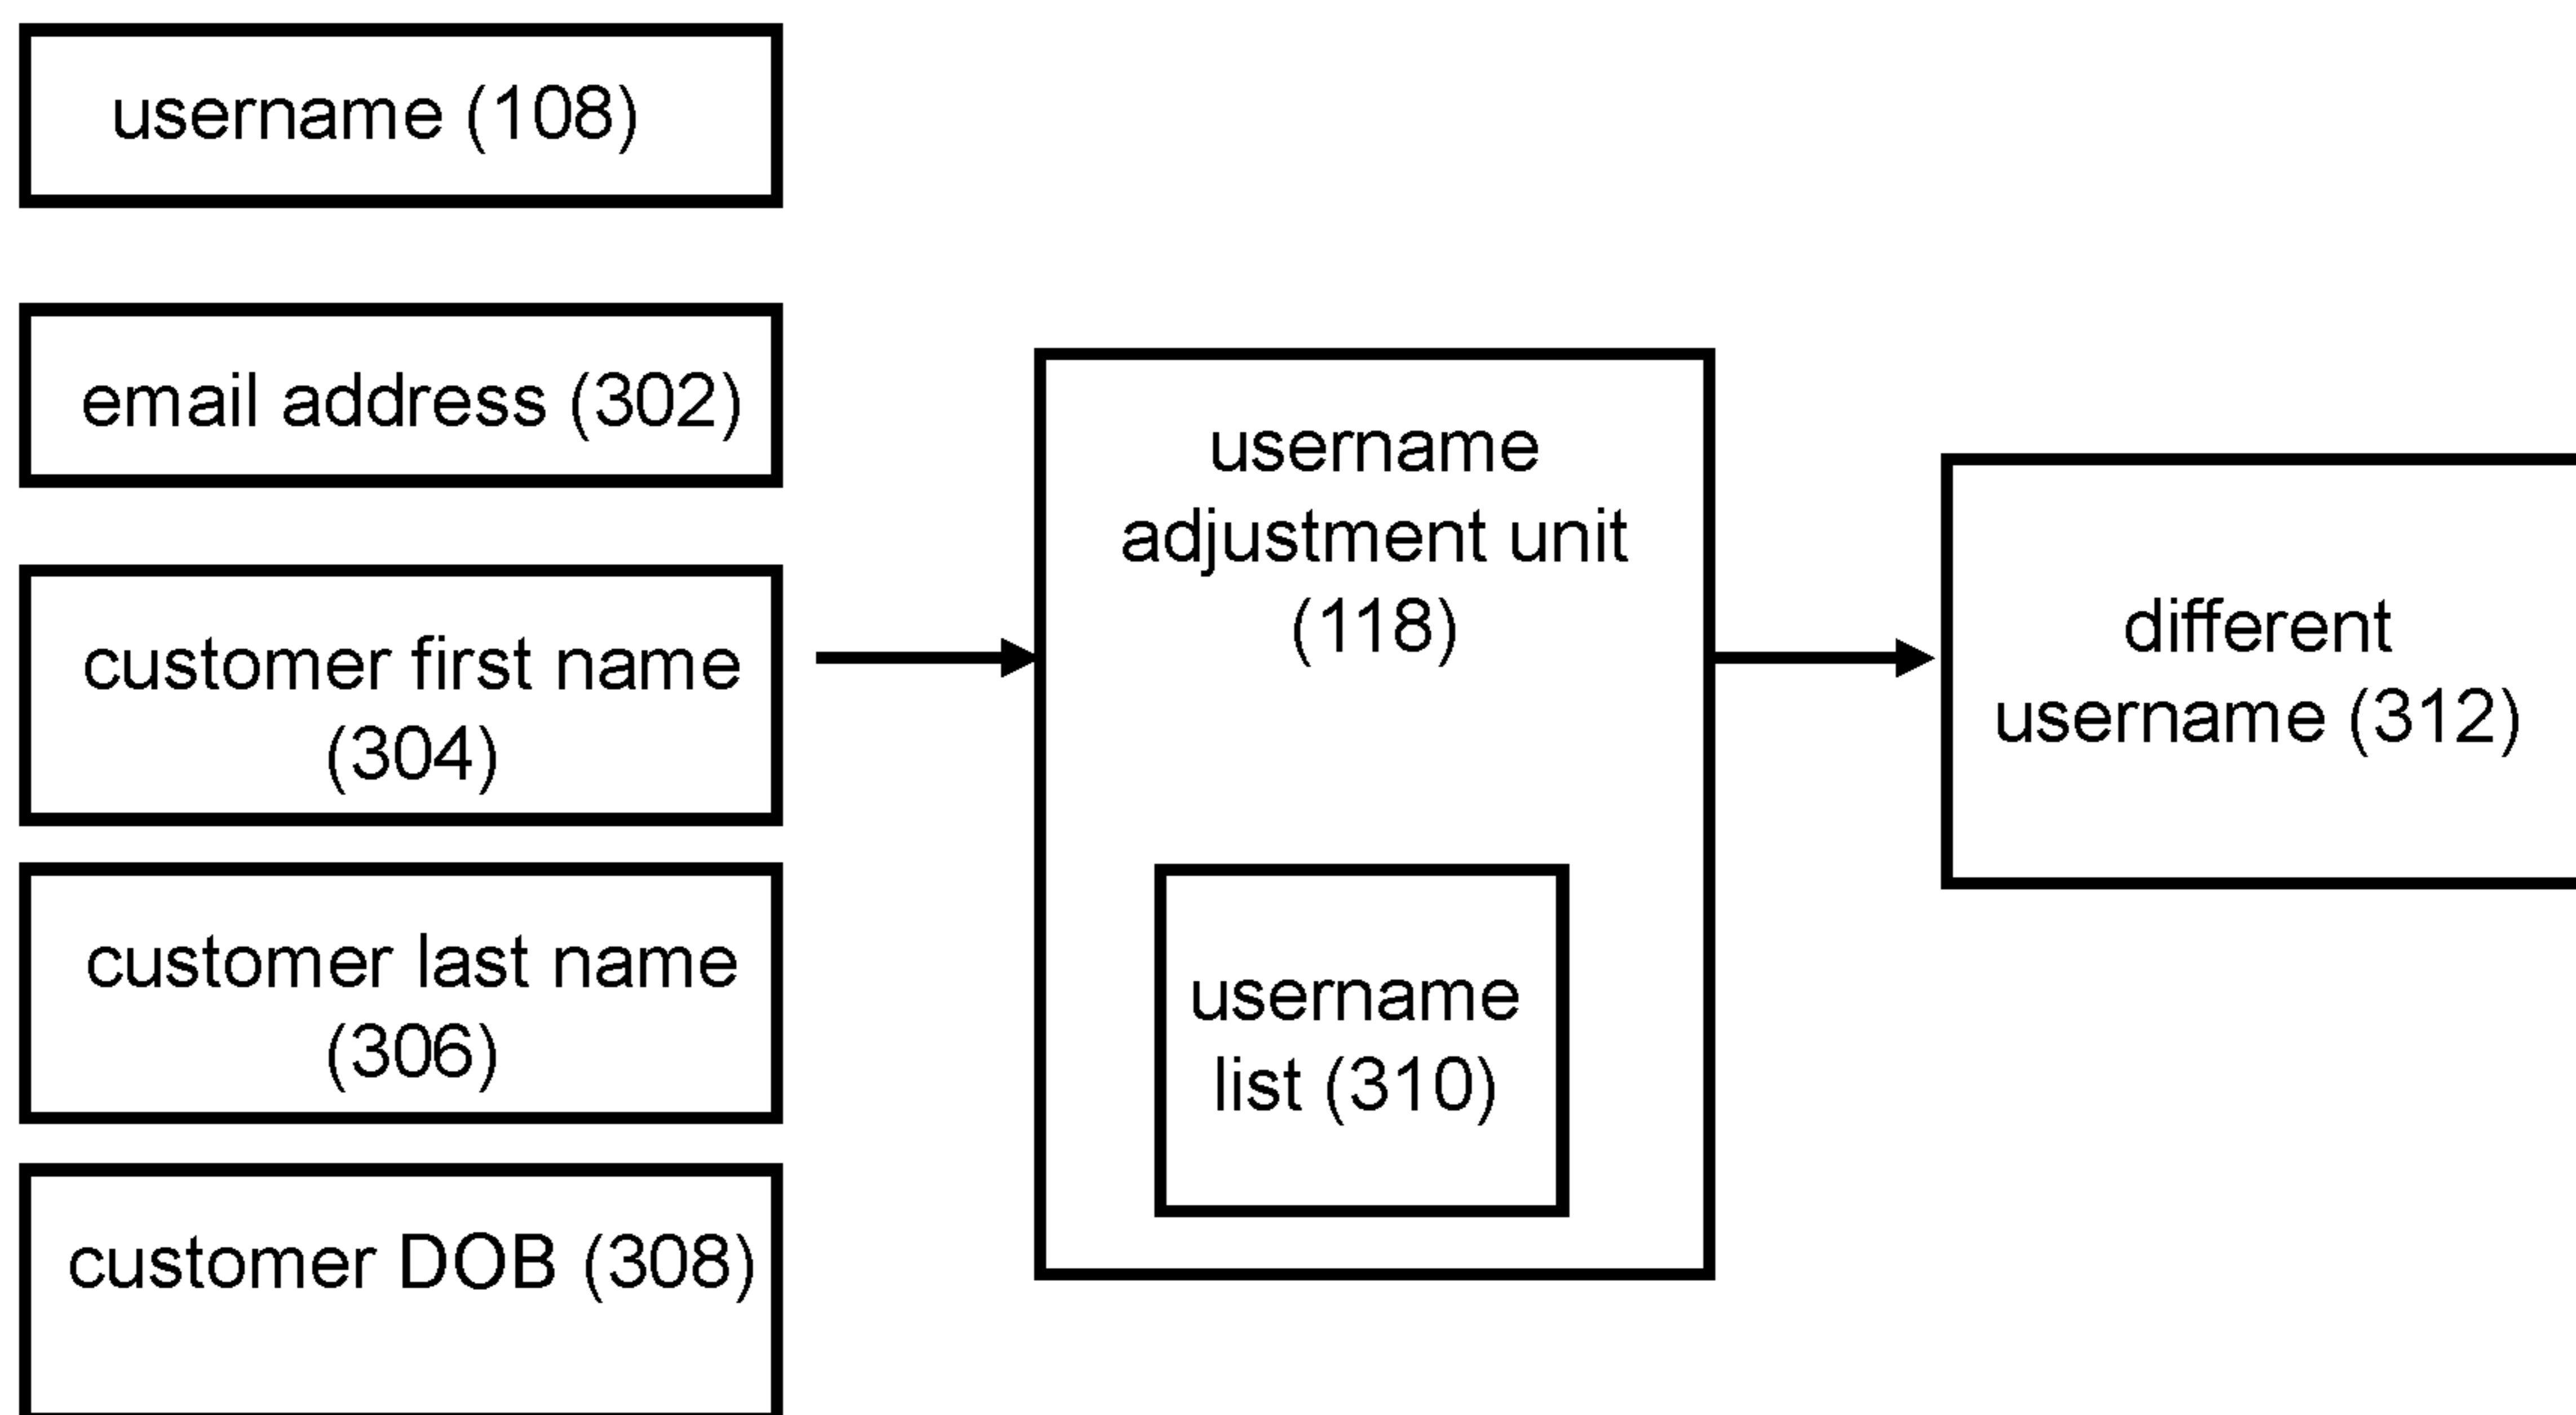 username (108)
email address (302)
customer first name
(304)
customer last name
(306)
customer DOB (308)
username
adjustment unit
(118)
username
list (310)
different
username (312)